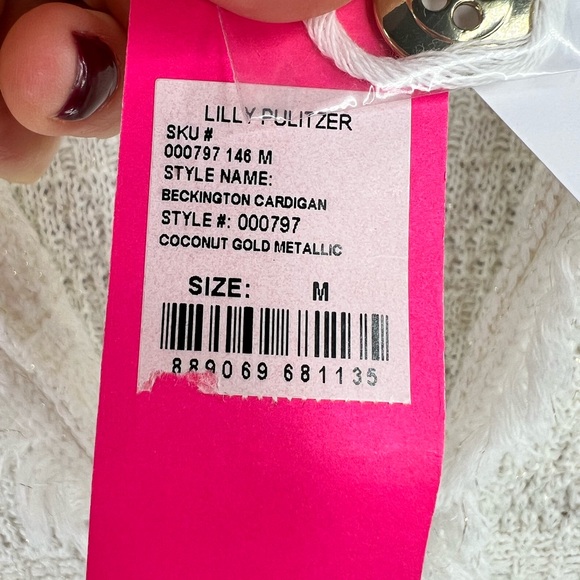 LILLY PULITZER
SKU #
000797 146 M
STYLE NAME:
BECKINGTON CARDIGAN
STYLE #: 000797
COCONUT GOLD METALLIC
SIZE: M
889069 681135